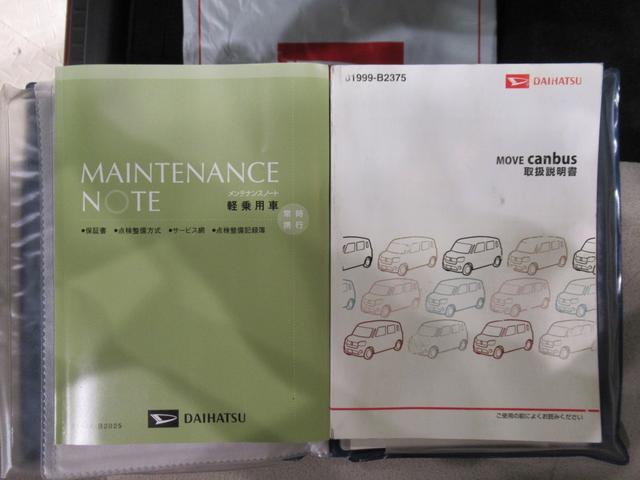 MAINTENANCE
NOTE
メンテナンスノート
軽乗用車
常時
携行
●保証書 ●点検整備方式 ●サービス網 ●点検整備記録簿
DAIHATSU
-B2025
01999-B2375
DAIHATSU
MOVE canbus
取扱説明書
ご使用の前によくお読みください